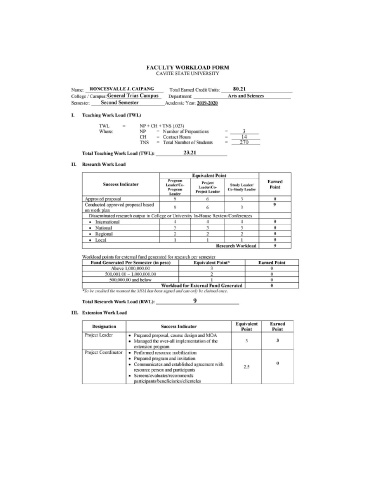 FACULTY WORKLOAD FORM
CAVITE STATE UNIVERSITY
Name: RONCESVALLE J. CAIPANG Total Earned Credit Units: 80.21
College / Campus: General Trias Campus Department: Arts and Sciences
Semester: Second Semester Academic Year: 2019-2020
I. Teaching Work Load (TWL)
TWL = NP + CH + TNS (.023)
Where: NP = Number of Preparations = 3
CH = Contact Hours = 14
TNS = Total Number of Students = 270
Total Teaching Work Load (TWL): 23.21
II. Research Work Load
Success Indicator Equivalent Point Earned Point
Program Leader/Co-Program Leader Project Leader/Co-Project Leader Study Leader/Co-Study Leader
Approved proposal 9 6 3 0
Conducted approved proposal based on work plan 9 6 3 9
Disseminated research output in College or University In-House Review/Conferences
• International 4 4 4 0
• National 3 3 3 0
• Regional 2 2 2 0
• Local 1 1 1 0
Research Workload 9
Workload points for external fund generated for research per semester
Fund Generated Per Semester (in peso) Equivalent Point* Earned Point
Above 1,000,000.00 3 0
500,001.00 – 1,000,000.00 2 0
500,000.00 and below 1 0
Workload for External Fund Generated 0
*To be credited the moment the MOA has been signed and can only be claimed once.
Total Research Work Load (RWL): 9
III. Extension Work Load
Designation Success Indicator Equivalent Point Earned Point
Project Leader • Prepared proposal, course design and MOA 3 0
• Managed the over-all implementation of the extension program
Project Coordinator • Performed resource mobilization 2.5 0
• Prepared program and invitation
• Communicates and established agreement with resource person and participants
• Screens/evaluates/recommends participants/beneficiaries/clientele